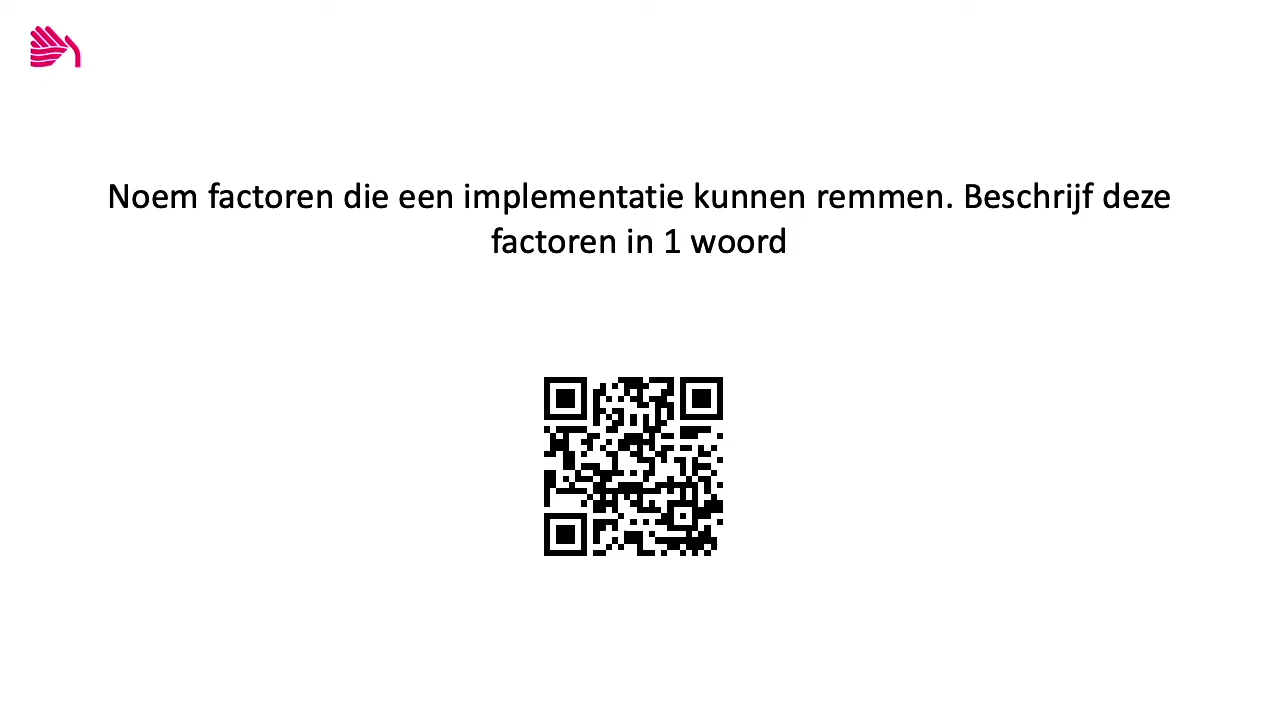 Noem factoren die een implementatie kunnen remmen. Beschrijf deze
factoren in 1 woord